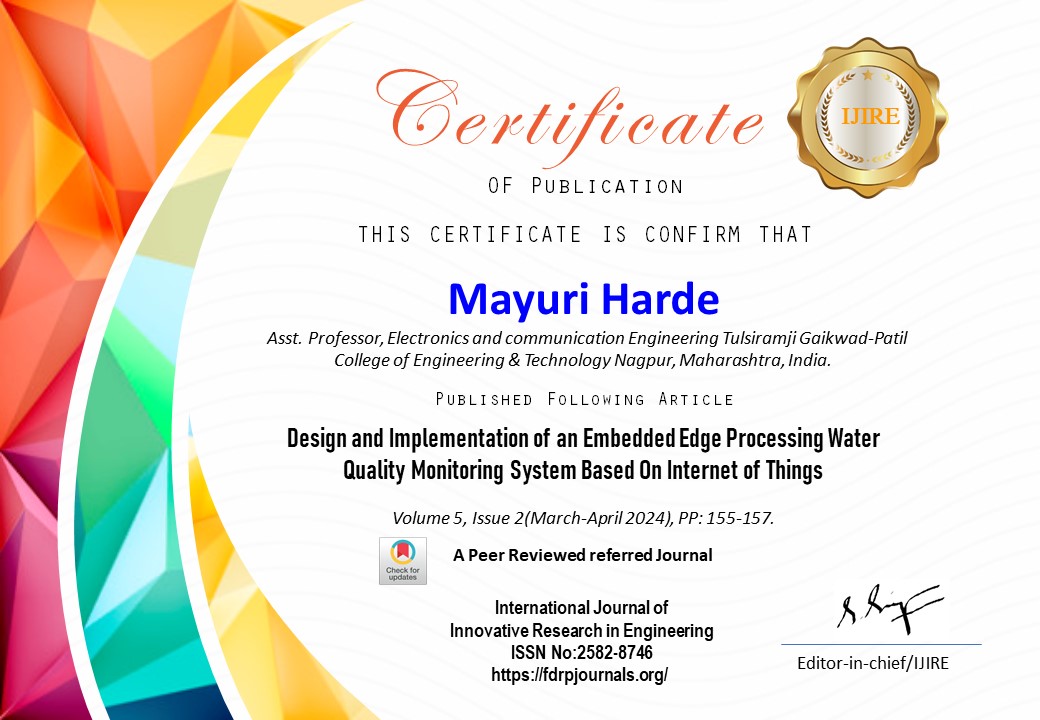 Certificate
IJIRE
OF PUBLICATION
THIS CERTIFICATE IS CONFIRM THAT
Mayuri Harde
Asst. Professor, Electronics and communication Engineering Tulsiramji Gaikwad-Patil
College of Engineering & Technology Nagpur, Maharashtra, India.
PUBLISHED FOLLOWING ARTICLE
Design and Implementation of an Embedded Edge Processing Water
Quality Monitoring System Based On Internet of Things
Volume 5, Issue 2(March-April 2024), PP: 155-157.
Check for
updates
A Peer Reviewed referred Journal
International Journal of
Innovative Research in Engineering
ISSN No:2582-8746
https://fdrpjournals.org/
Editor-in-chief/IJIRE